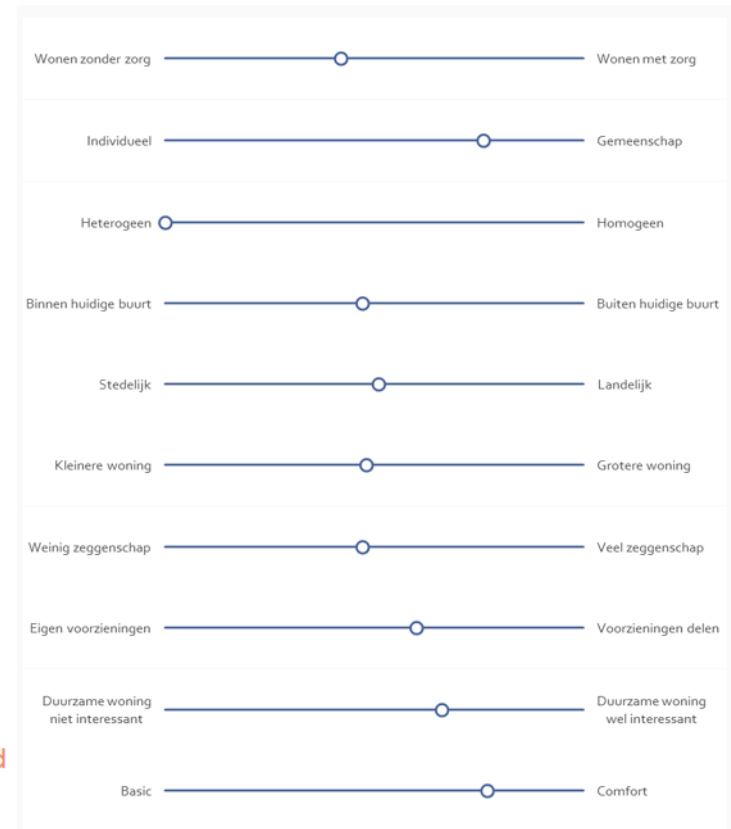 Wonen zonder zorg Wonen met zorg
Individueel Gemeenschap
Heterogeen Homogeen
Binnen huidige buurt Buiten huidige buurt
Stedelijk Landelijk
Kleinere woning Grotere woning
Weinig zeggenschap Veel zeggenschap
Eigen voorzieningen Voorzieningen delen
Duurzame woning Duurzame woning
niet interessant wel interessant
d
Basic Comfort